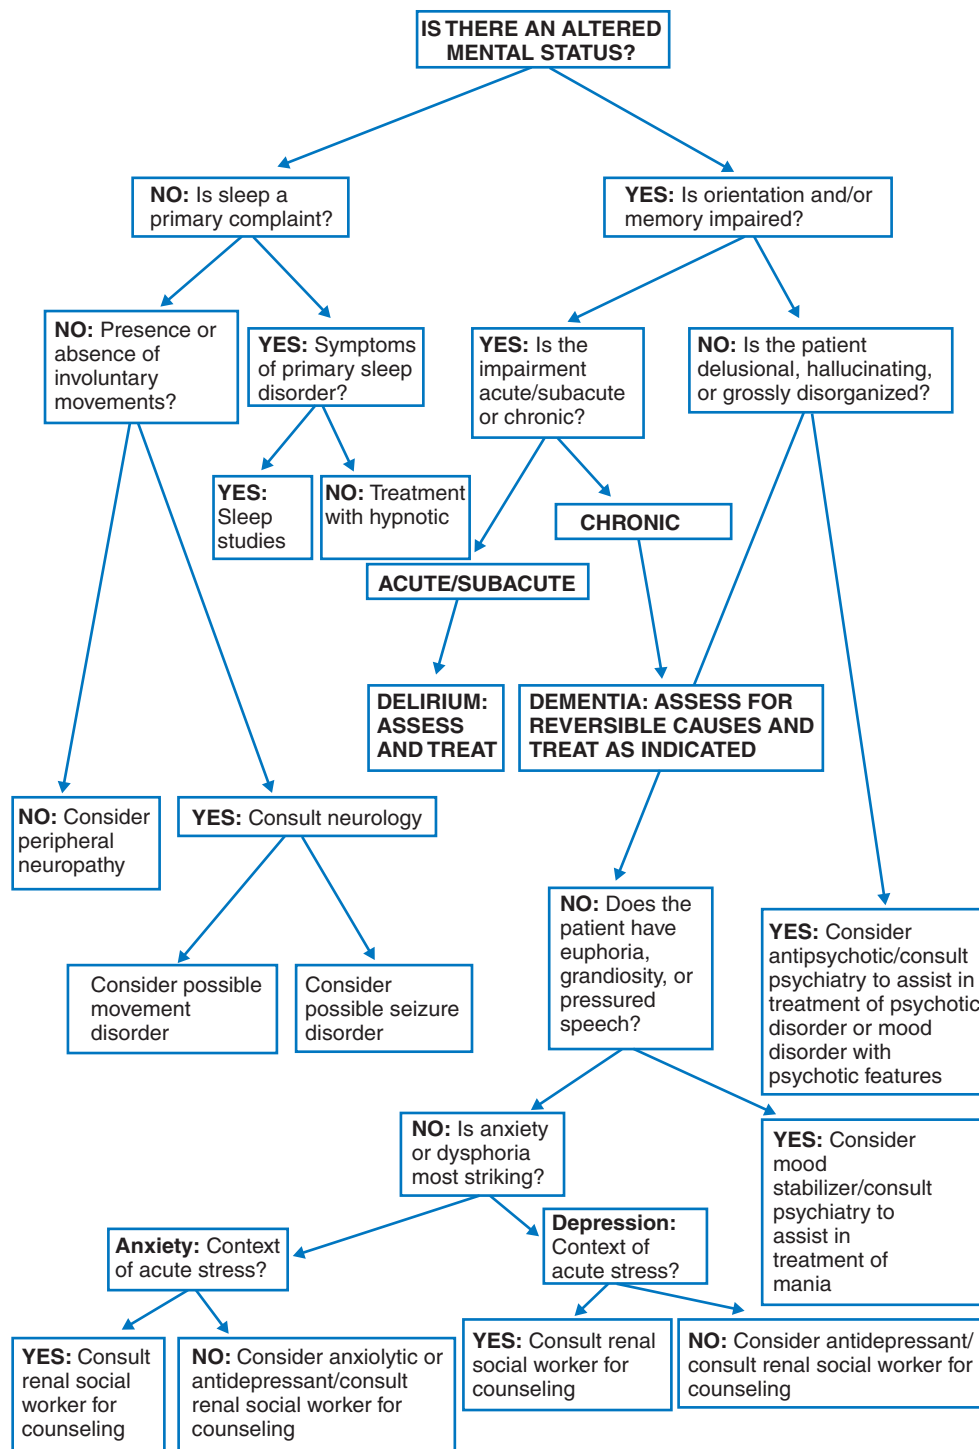 IS THERE AN ALTERED
MENTAL STATUS?
NO: Is sleep a
primary complaint?
YES: Is orientation and/or
memory impaired?
NO: Presence or
absence of
involuntary
movements?
YES: Symptoms
of primary sleep
disorder?
YES: Is the
impairment
acute/subacute
or chronic?
NO: Is the patient
delusional, hallucinating,
or grossly disorganized?
YES:
Sleep
studies
NO: Treatment
with hypnotic
CHRONIC
ACUTE/SUBACUTE
DELIRIUM:
ASSESS
AND TREAT
DEMENTIA: ASSESS FOR
REVERSIBLE CAUSES AND
TREAT AS INDICATED
NO: Consider
peripheral
neuropathy
YES: Consult neurology
NO: Does the
patient have
euphoria,
grandiosity, or
pressured
speech?
YES: Consider
antipsychotic/consult
psychiatry to assist in
treatment of psychotic
disorder or mood
disorder with
psychotic features
Consider possible
movement
disorder
Consider
possible seizure
disorder
NO: Is anxiety
or dysphoria
most striking?
YES: Consider
mood
stabilizer/consult
psychiatry to
assist in
treatment of
mania
Anxiety: Context
of acute stress?
Depression:
Context of
acute stress?
YES: Consult
renal social
worker for
counseling
NO: Consider anxiolytic or
antidepressant/consult
renal social worker for
counseling
YES: Consult renal
social worker for
counseling
NO: Consider antidepressant/
consult renal social worker for
counseling